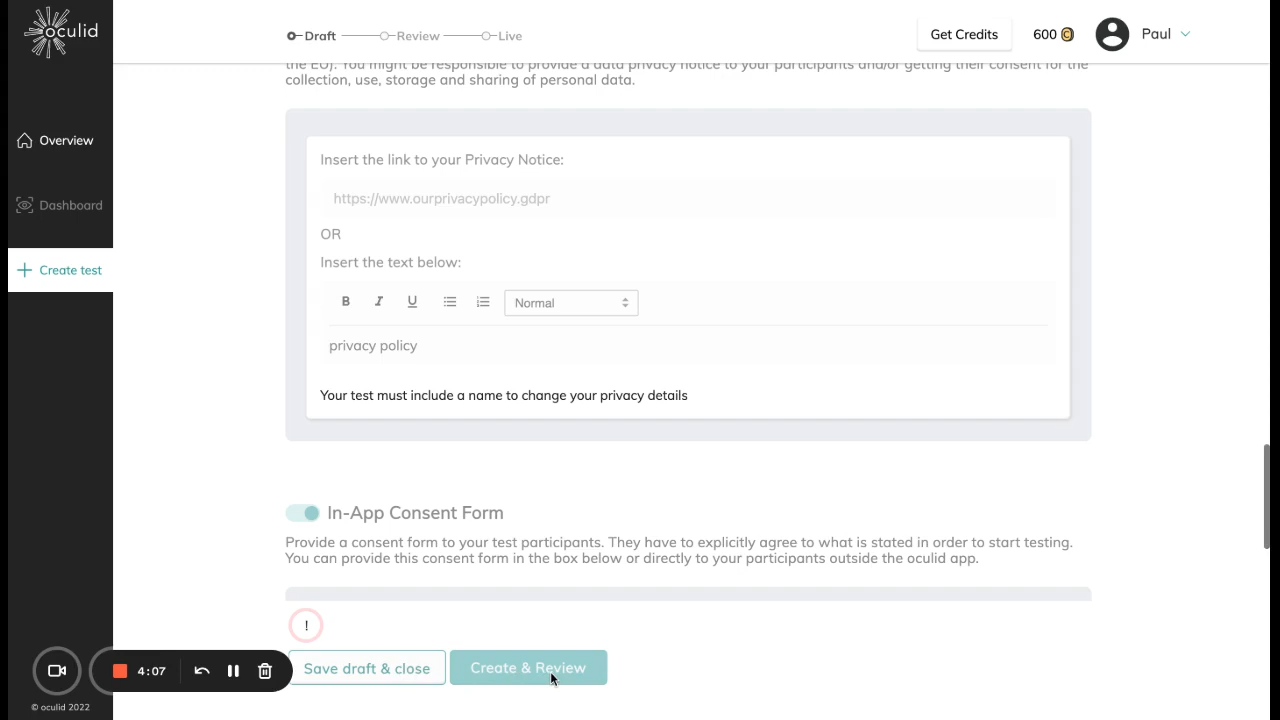 oculid
Draft
Review
Live
Get Credits
600
Paul
the EU). You might be responsible to provide a data privacy notice to your participants and/or getting their consent for the
collection, use, storage and sharing of personal data.
Overview
Dashboard
Create test
Insert the link to your Privacy Notice:
https://www.ourprivacypolicy.gdpr
OR
Insert the text below:
B I U
Normal
privacy policy
Your test must include a name to change your privacy details
In-App Consent Form
Provide a consent form to your test participants. They have to explicitly agree to what is stated in order to start testing.
You can provide this consent form in the box below or directly to your participants outside the oculid app.
!
4:07
Save draft & close
Create & Review
© oculid 2022